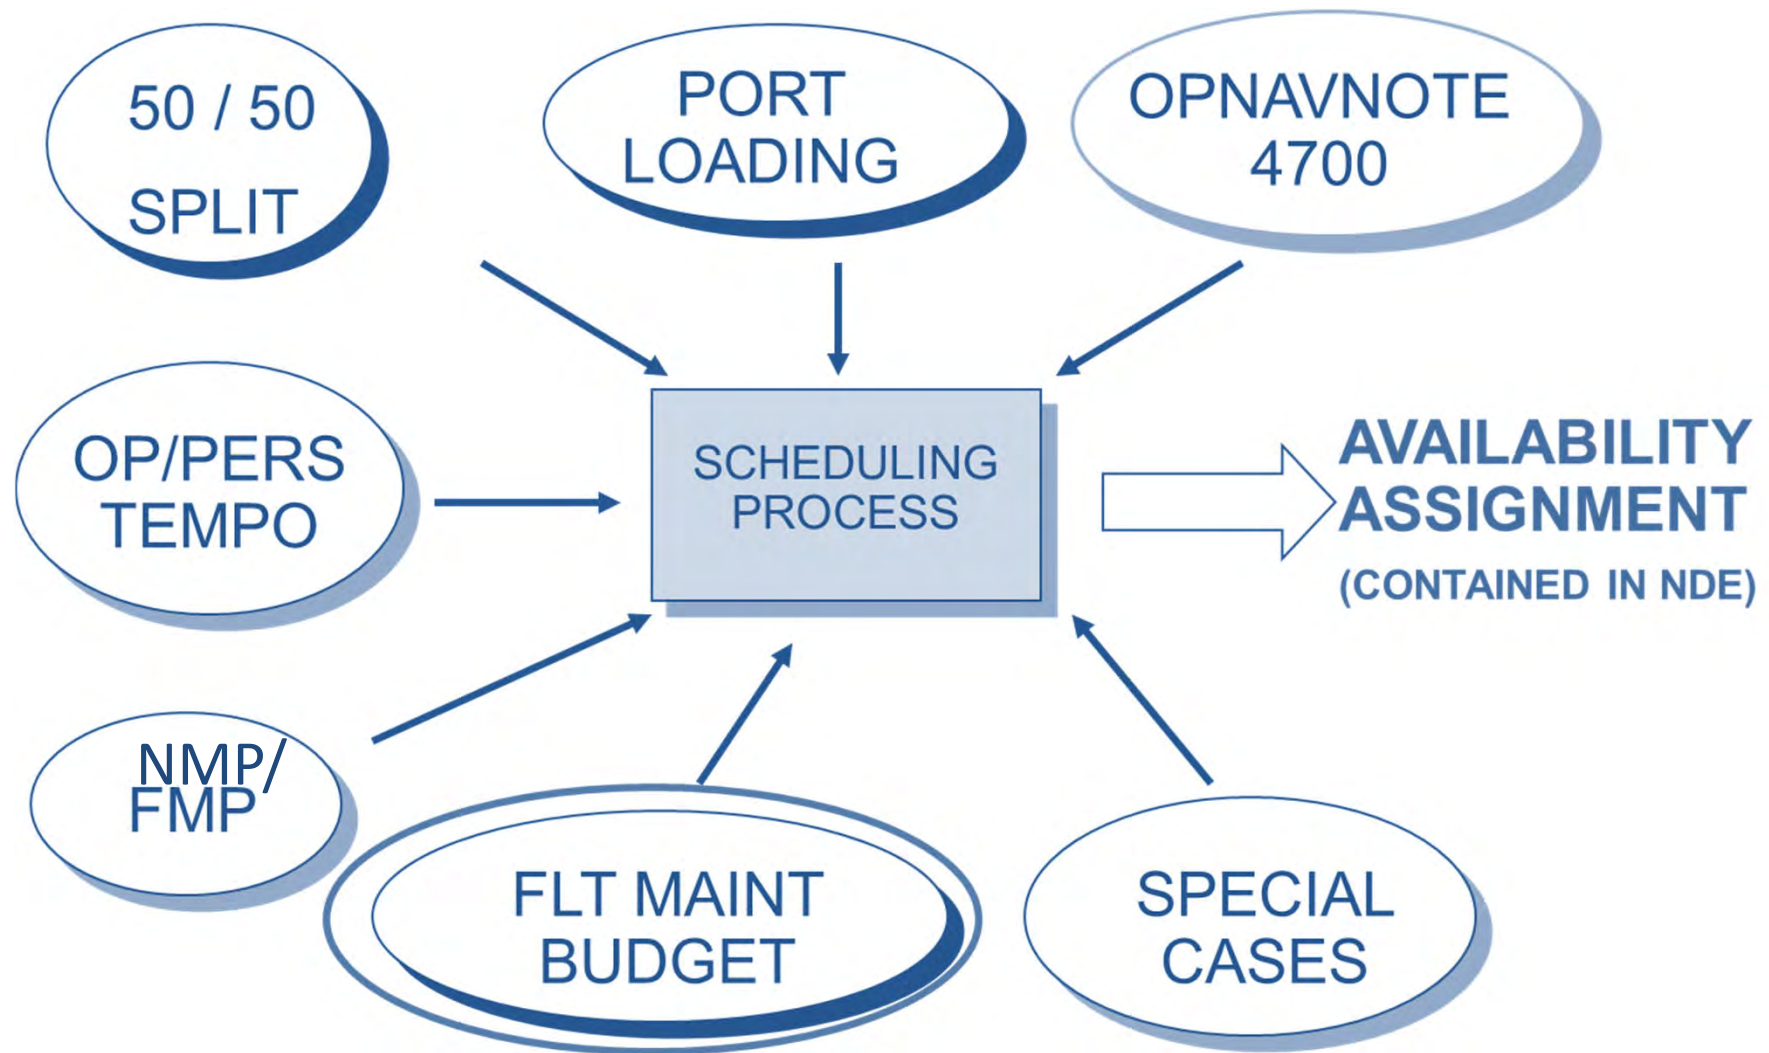 50 / 50
SPLIT
PORT
LOADING
OPNAVNOTE
4700
OP/PERS
TEMPO
SCHEDULING
PROCESS
AVAILABILITY
ASSIGNMENT
(CONTAINED IN NDE)
NMP/
FMP
FLT MAINT
BUDGET
SPECIAL
CASES